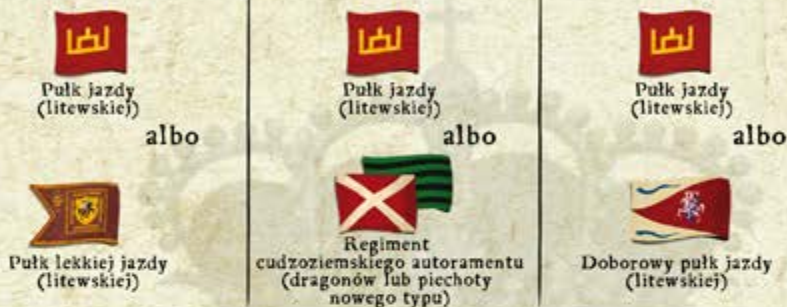 Pułk jazdy
(litewskiej)
albo
Pułk lekkiej jazdy
(litewskiej)
Pułk jazdy
(litewskiej)
albo
Regiment
cudzoziemskiego autoramentu
(dragonów lub piechoty
nowego typu)
Pułk jazdy
(litewskiej)
albo
Doborowy pułk jazdy
(litewskiej)